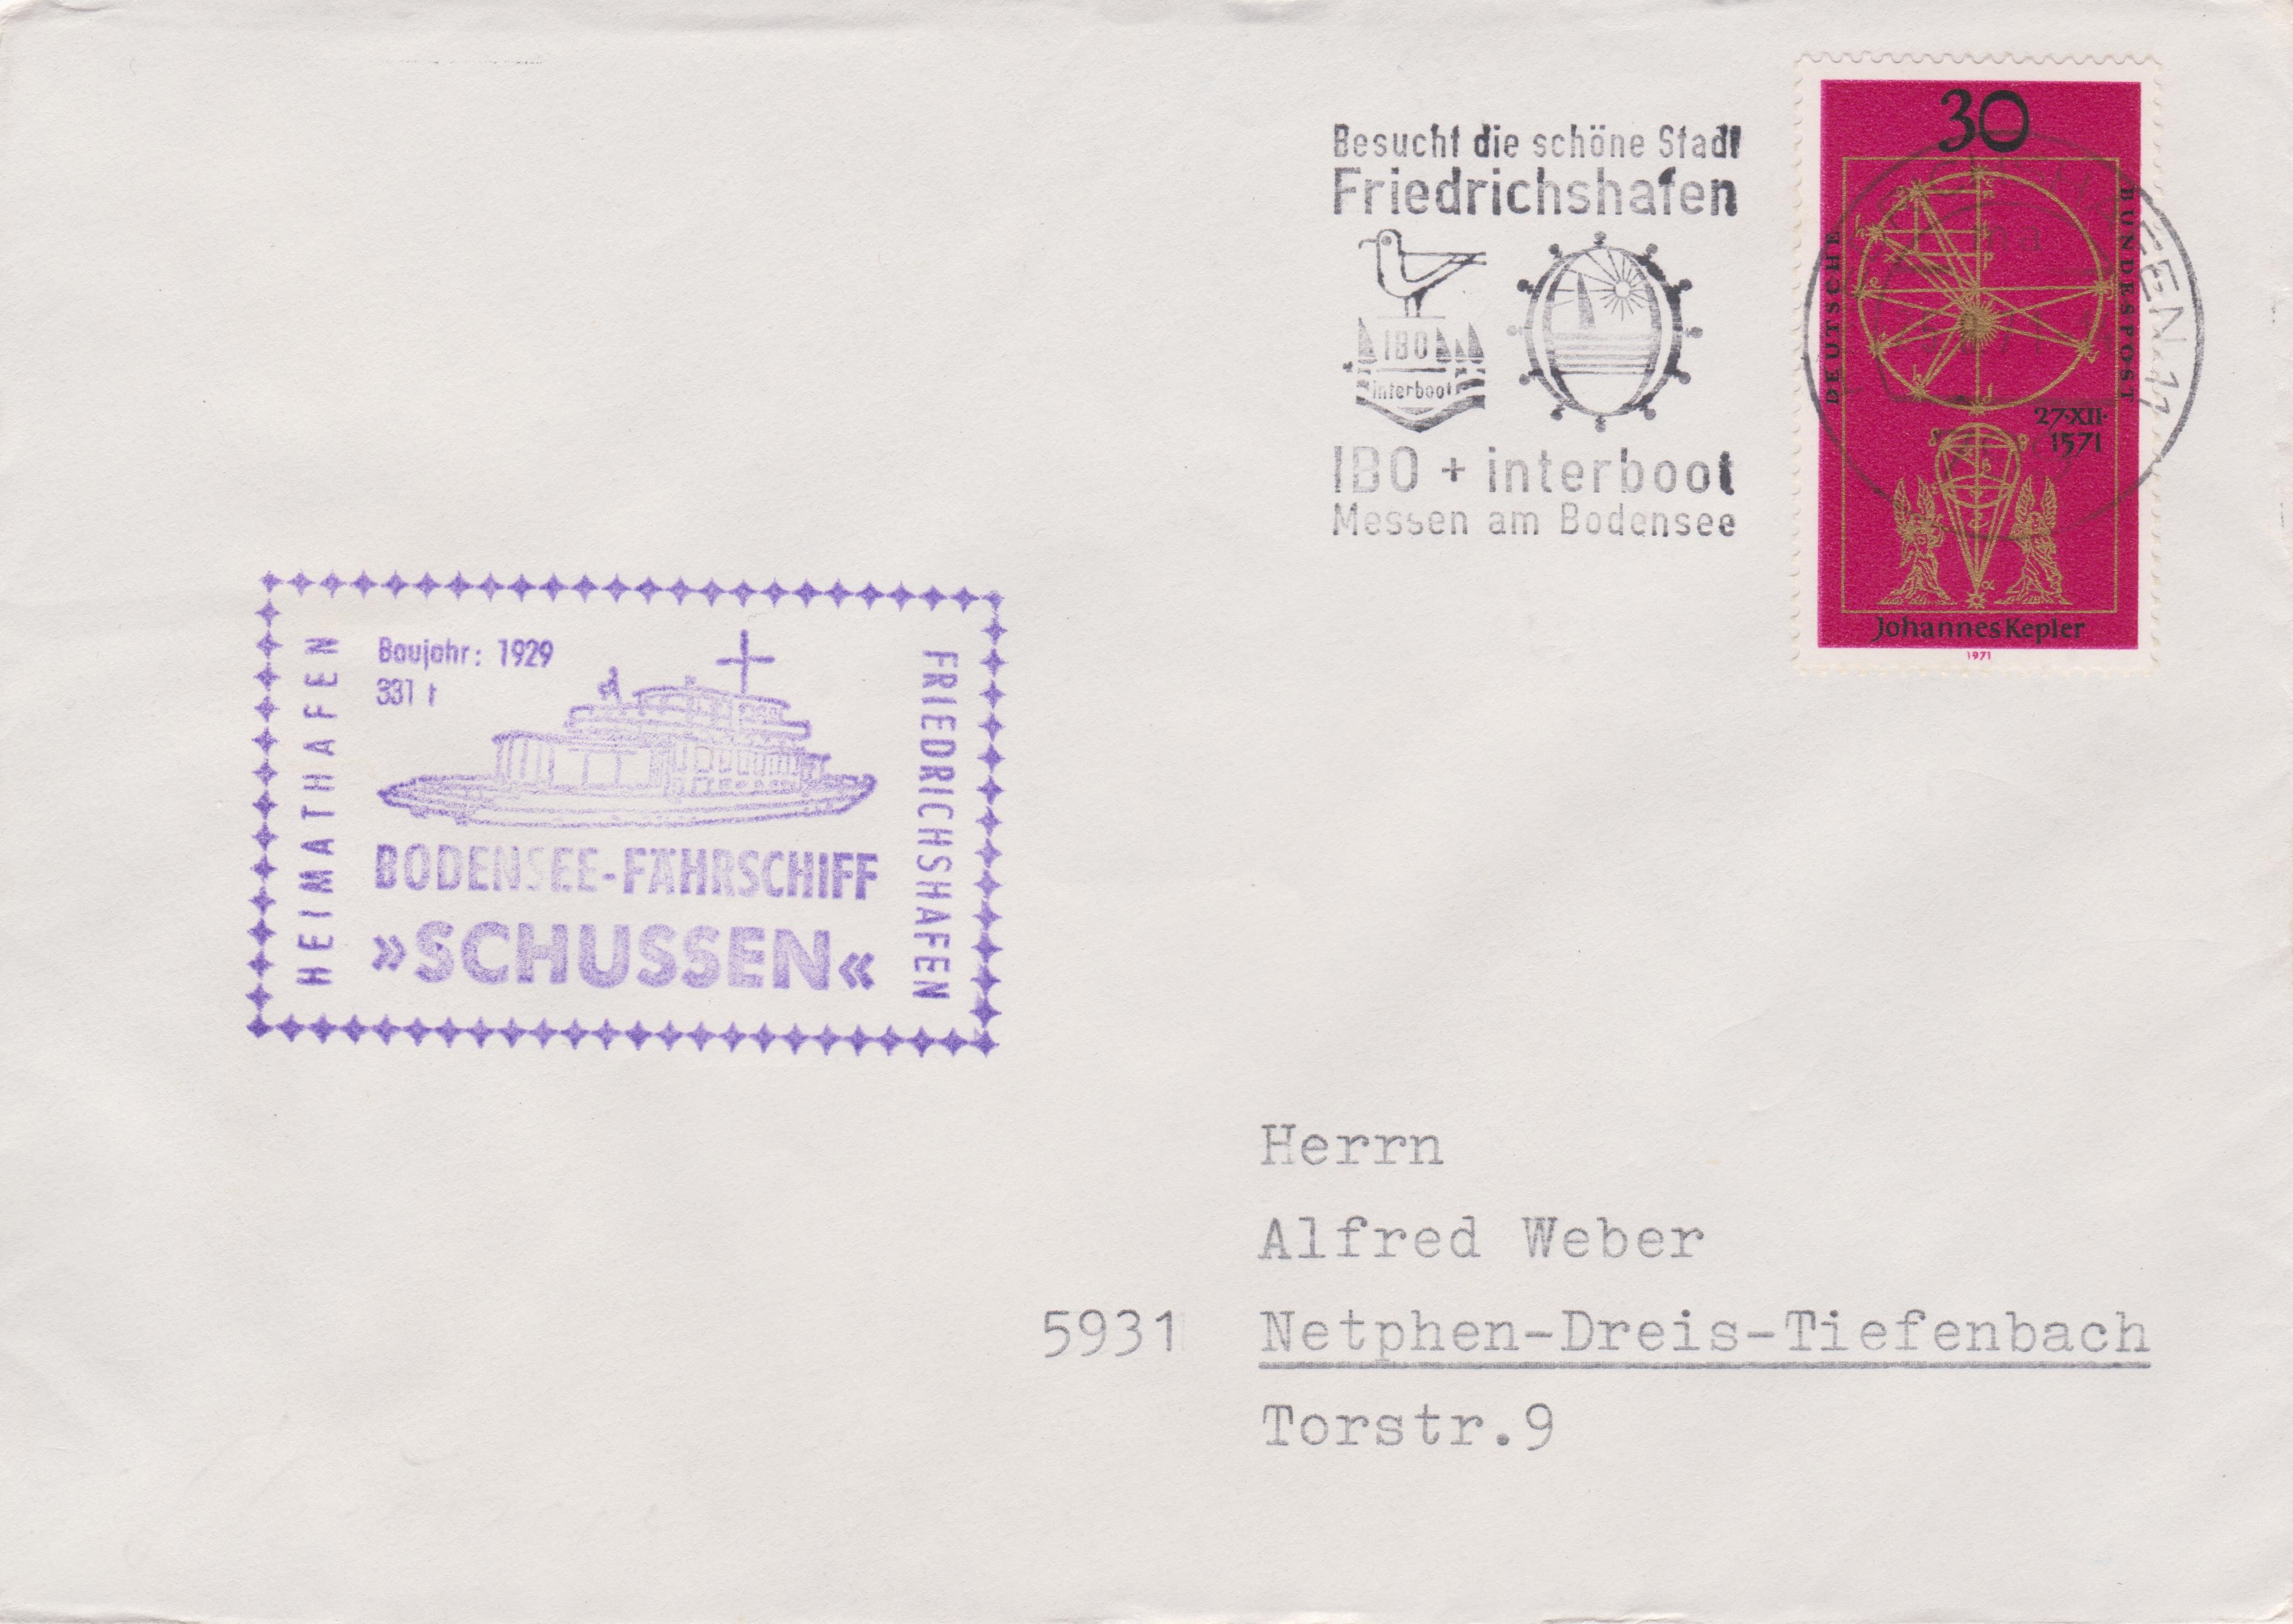 Besucht die schöne Stadt
Friedrichshafen
IBO
interboot
IBO + interboot
Messen am Bodensee
30
DEUTSCHE
BUNDESPOST
27·XII·
1571
Johannes Kepler
1971
HEIMATHAFEN
Baujahr: 1929
331 t
BODENSEE-FÄHRSCHIFF
»SCHUSSEN«
FRIEDRICHSHAFEN
Herrn
Alfred Weber
5931 Netphen-Dreis-Tiefenbach
Torstr.9